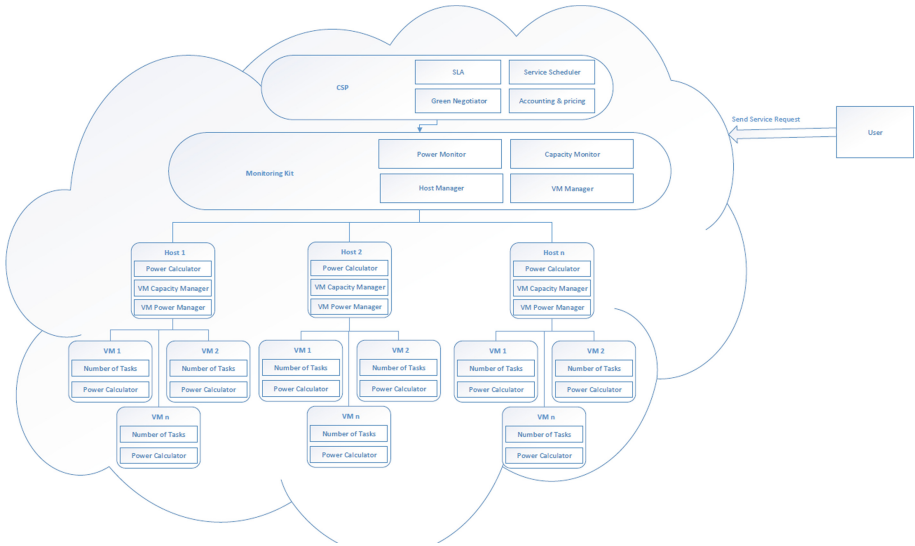 CSP
SLA
Service Scheduler
Green Negotiator
Accounting & pricing
Send Service Request
User
Monitoring Kit
Power Monitor
Capacity Monitor
Host Manager
VM Manager
Host 1
Power Calculator
VM Capacity Manager
VM Power Manager
Host 2
Power Calculator
VM Capacity Manager
VM Power Manager
Host n
Power Calculator
VM Capacity Manager
VM Power Manager
VM 1
Number of Tasks
Power Calculator
VM 2
Number of Tasks
Power Calculator
VM n
Number of Tasks
Power Calculator
VM 1
Number of Tasks
Power Calculator
VM 2
Number of Tasks
Power Calculator
VM n
Number of Tasks
Power Calculator
VM 1
Number of Tasks
Power Calculator
VM 2
Number of Tasks
Power Calculator
VM n
Number of Tasks
Power Calculator